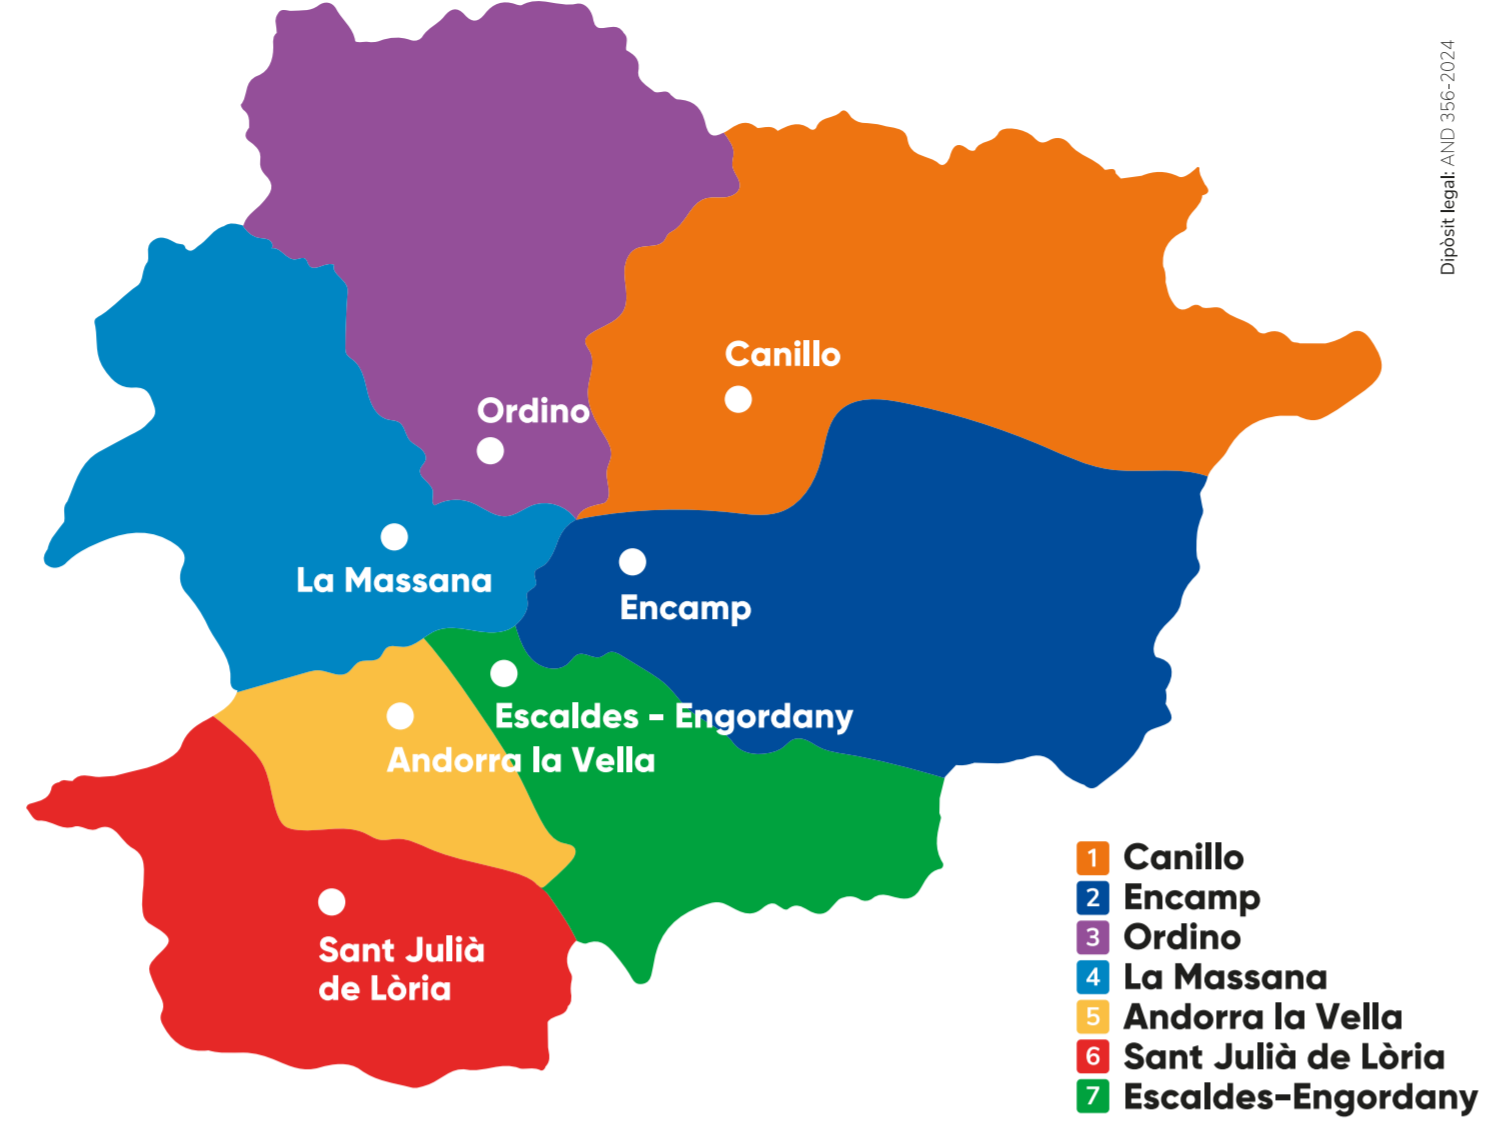 Dipòsit legal: AND 356-2024
Canillo
Ordino
La Massana
Encamp
Escaldes - Engordany
Andorra la Vella
Sant Julià
de Lòria
1 Canillo
2 Encamp
3 Ordino
4 La Massana
5 Andorra la Vella
6 Sant Julià de Lòria
7 Escaldes-Engordany